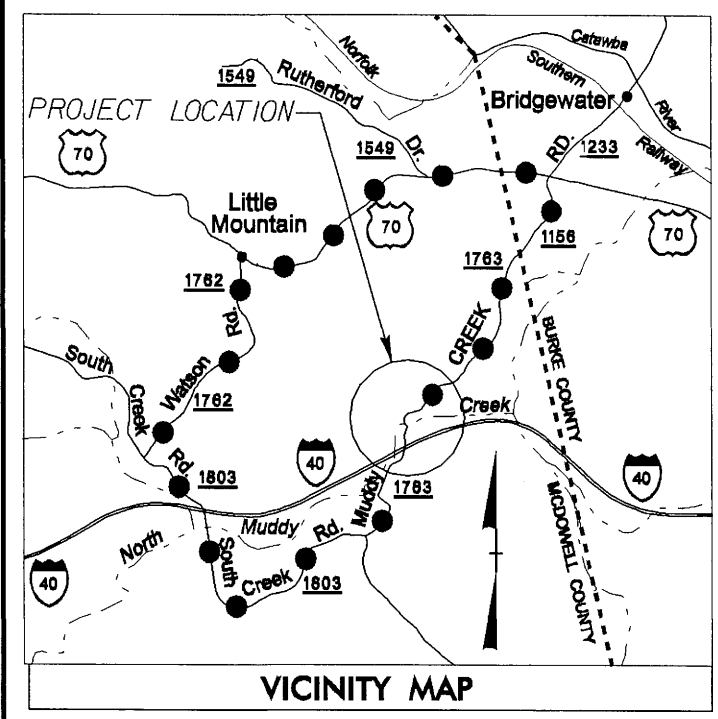 Norfolk
Southern
Railway
Catawba
River
1549
Rutherford
Dr.
Bridgewater
PROJECT LOCATION
70
1549
RD.
1233
Little
Mountain
70
1156
70
1762
1763
Rd.
CREEK
BURKE COUNTY
South
Creek
Rd.
Watson
1762
Creek
1803
40
1763
40
Muddy
MCDOWELL COUNTY
North
Muddy
40
South
Creek
Rd.
1803
VICINITY MAP